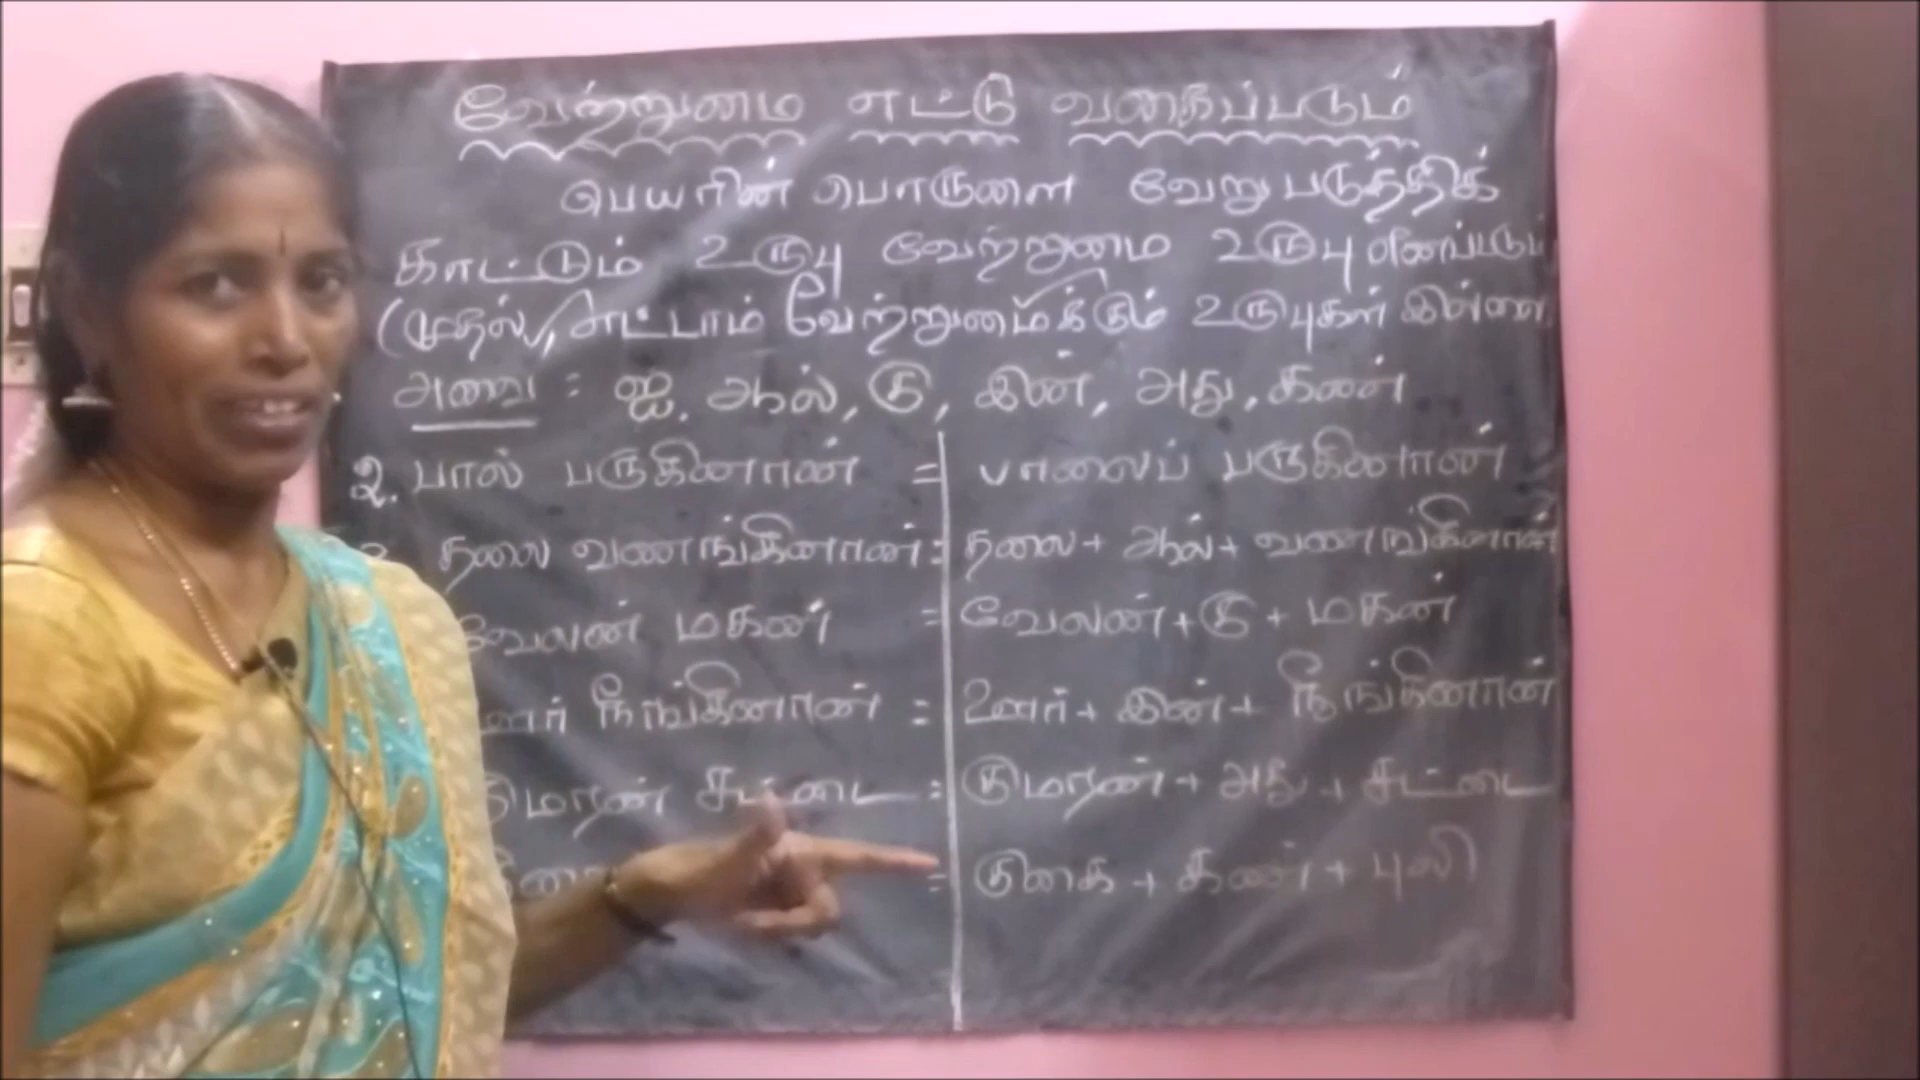 வேற்றுமை எட்டு வகைப்படும்
பெயரின் பொருளை வேறுபடுத்திக்
காட்டும் உருபு வேற்றுமை உருபு எனப்படும்
(முதல், எட்டாம் வேற்றுமைக்கும் உருபுகள் இல்லை
அவை : ஐ, ஆல், கு, இன், அது, கண்
2. பால் பருகினான் = பாலைப் பருகினான்
தலை வணங்கினான் = தலை + ஆல் + வணங்கினான்
வேலன் மகன் = வேலன் + கு + மகன்
நீங்கினான் = ஊர் + இன் + நீங்கினான்
குமரன் சட்டை = குமரன் + அது + சட்டை
= குகை + கண் + புலி